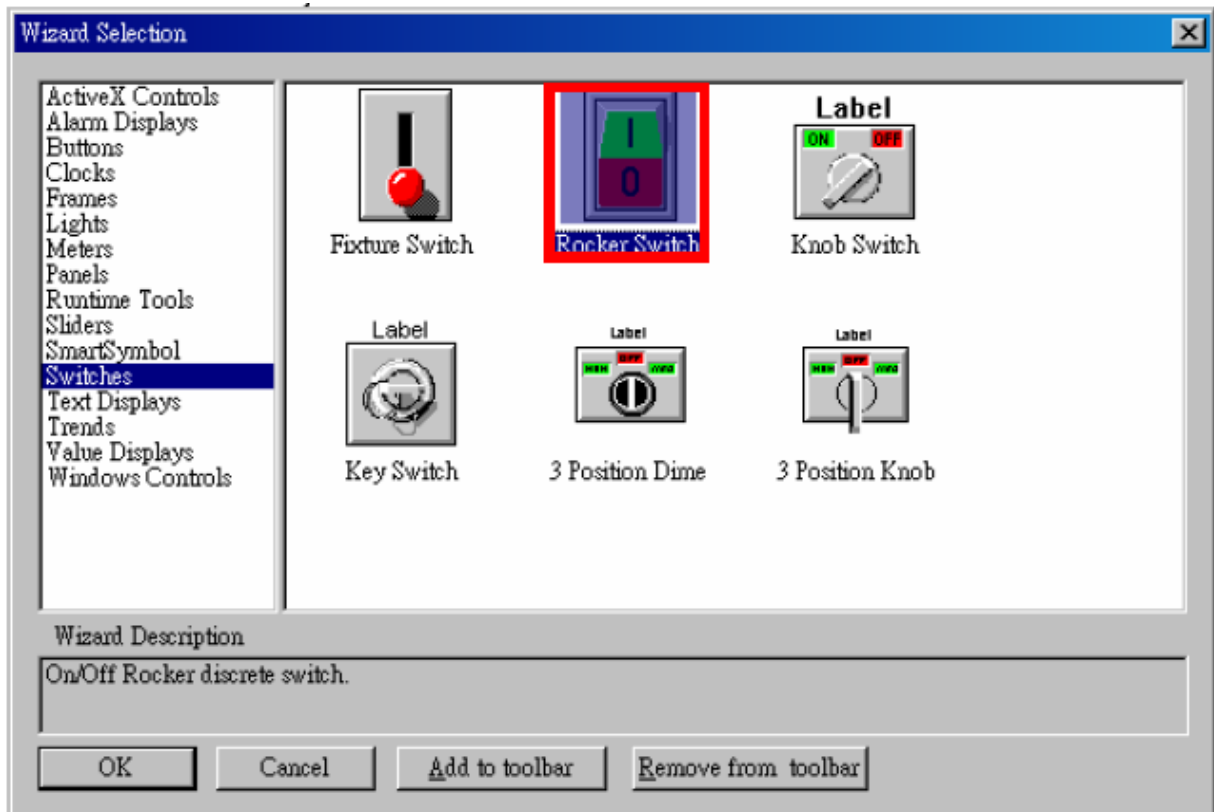 Wizard Selection
ActiveX Controls
Alarm Displays
Buttons
Clocks
Frames
Lights
Meters
Panels
Runtime Tools
Sliders
SmartSymbol
Switches
Text Displays
Trends
Value Displays
Windows Controls
I
0
Label
ON OFF
Fixture Switch Rocker Switch Knob Switch
Label Label Label
OFF OFF
Key Switch 3 Position Dime 3 Position Knob
Wizard Description
On/Off Rocker discrete switch.
OK Cancel Add to toolbar Remove from toolbar